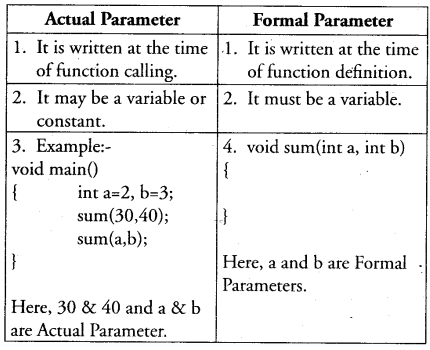 Actual Parameter
Formal Parameter
1. It is written at the time
of function calling.
1. It is written at the time
of function definition.
2. It may be a variable or
constant.
2. It must be a variable.
3. Example:-
void main()
{ int a=2, b=3;
sum(30,40);
sum(a,b);
}
Here, 30 & 40 and a & b
are Actual Parameter.
4. void sum(int a, int b)
{
}
Here, a and b are Formal
Parameters.